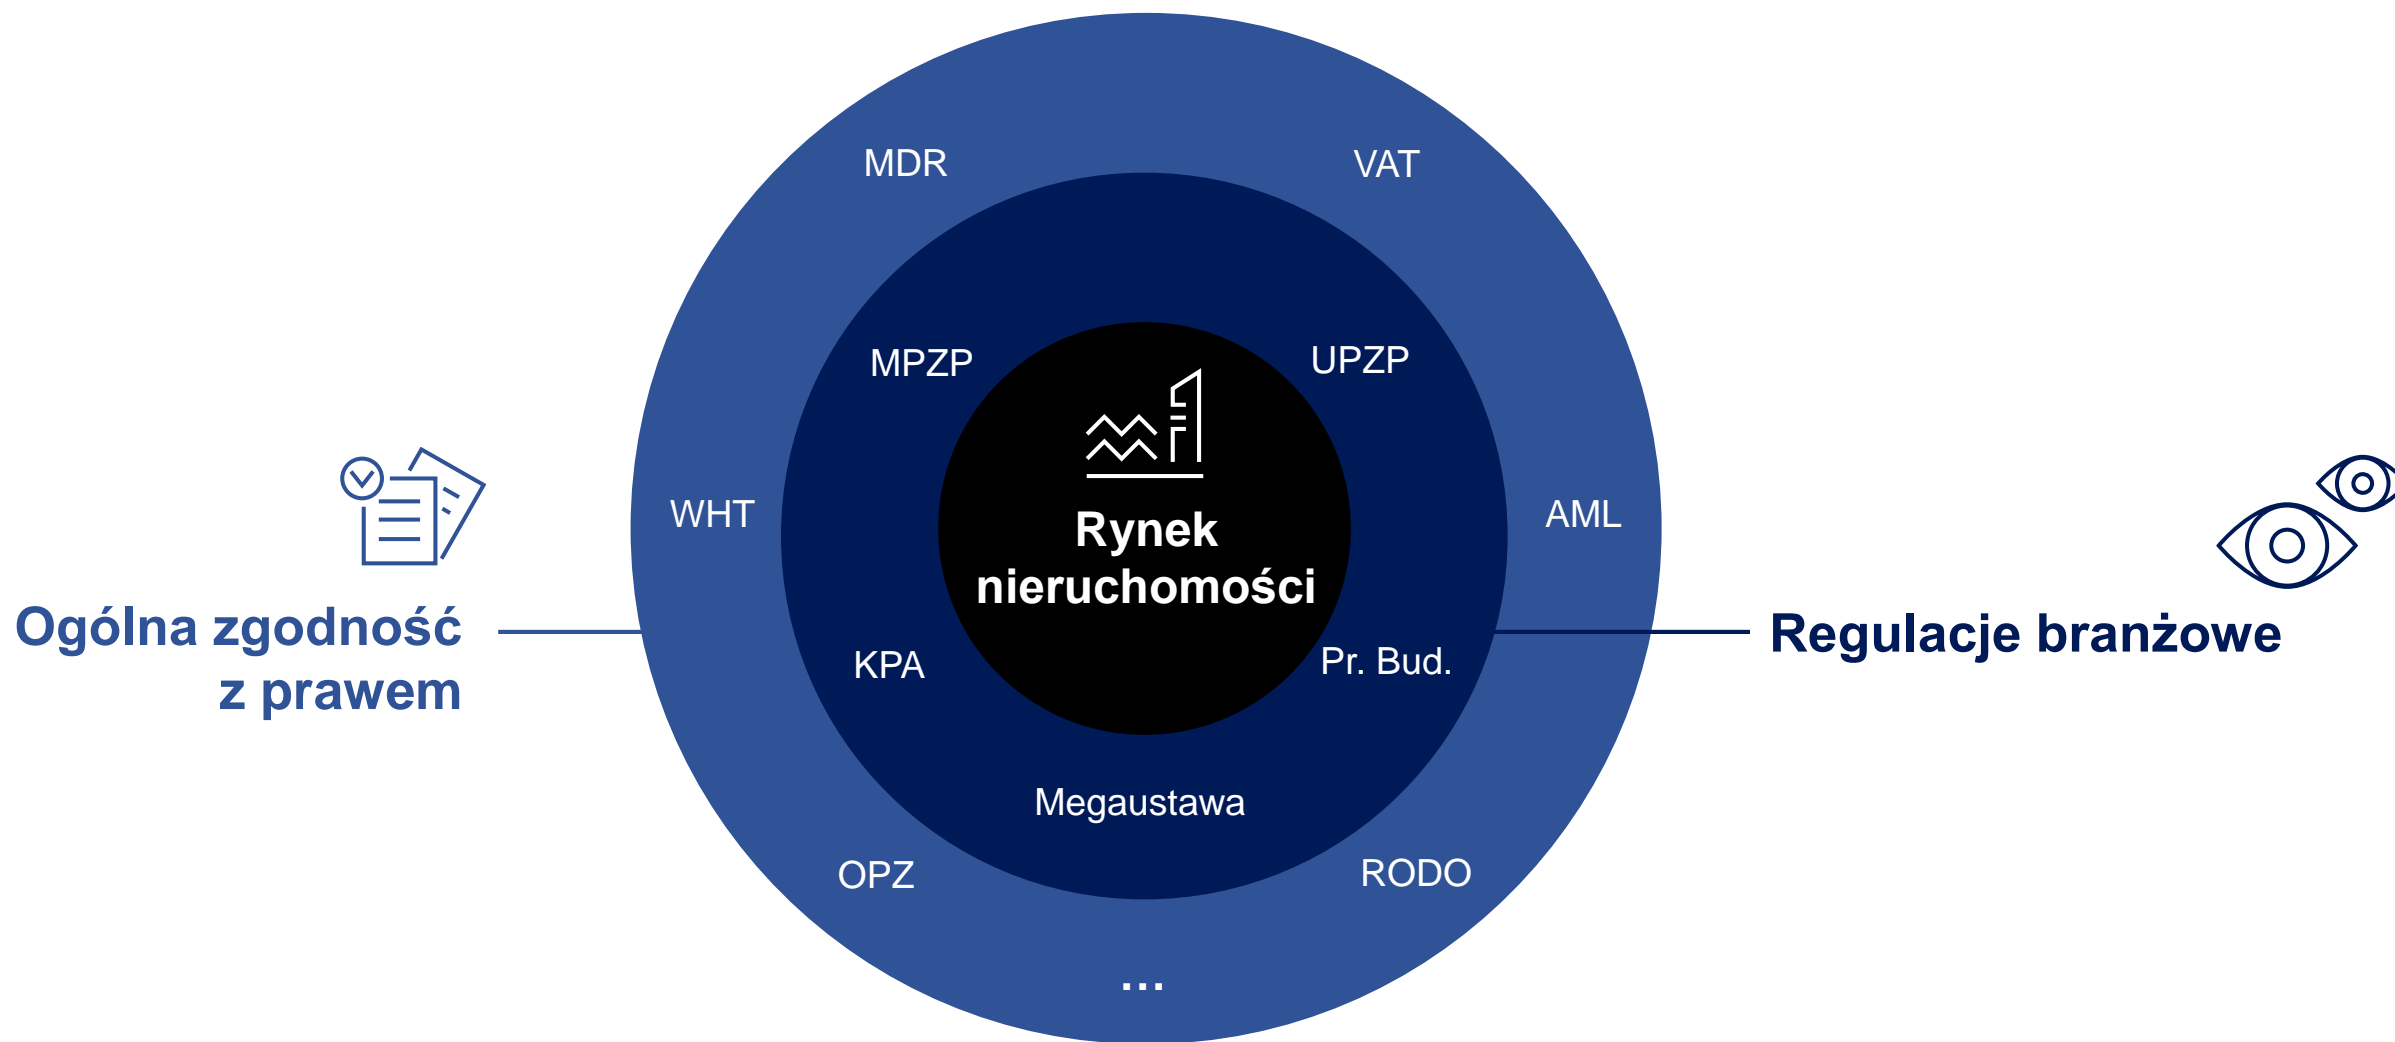 MDR
VAT
MPZP
UPZP
WHT
AML
Rynek
nieruchomości
Ogólna zgodność
z prawem
Regulacje branżowe
KPA
Pr. Bud.
Megaustawa
OPZ
RODO
...